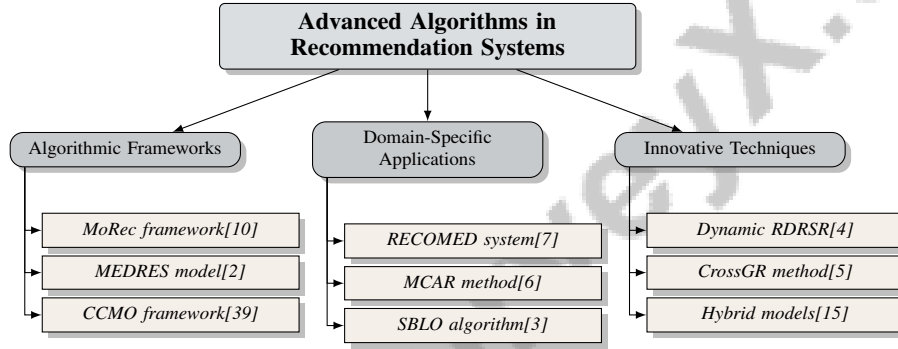 Advanced Algorithms in
Recommendation Systems
Algorithmic Frameworks
MoRec framework[10]
MEDRES model[2]
CCMO framework[39]
Domain-Specific
Applications
RECOMED system[7]
MCAR method[6]
SBLO algorithm[3]
Innovative Techniques
Dynamic RDRSR[4]
CrossGR method[5]
Hybrid models[15]